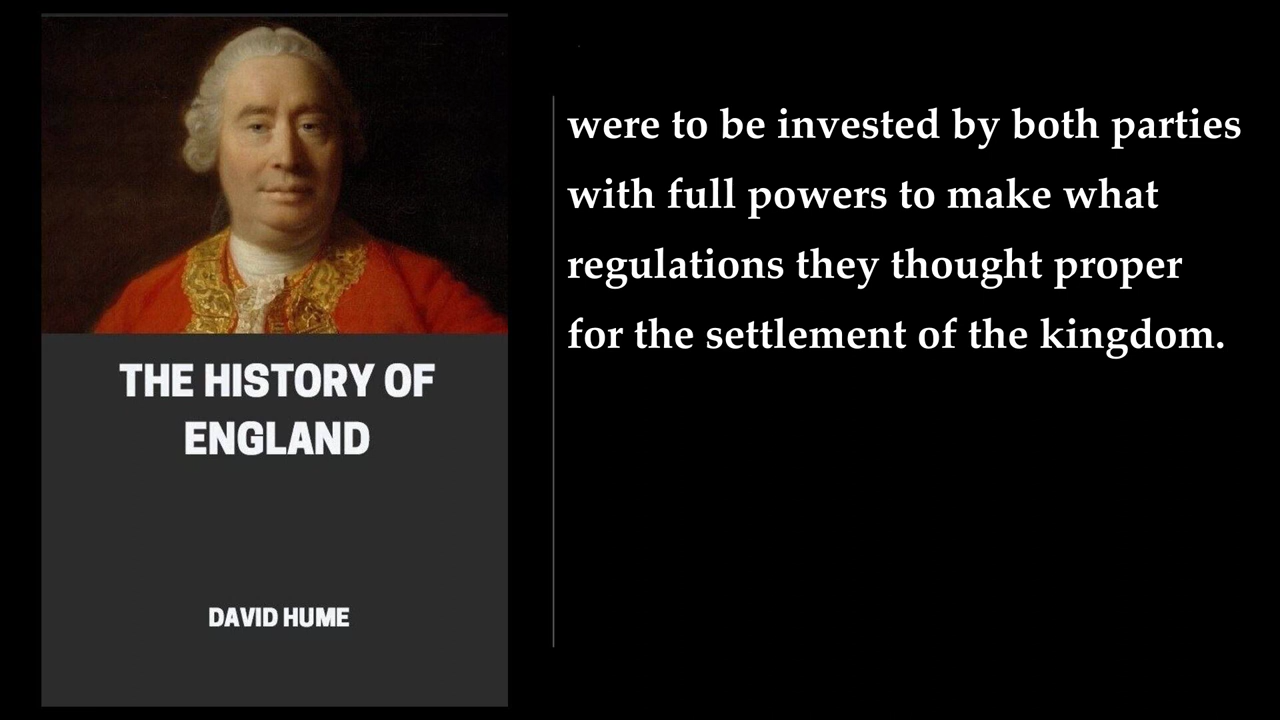 THE HISTORY OF
ENGLAND
DAVID HUME
were to be invested by both parties
with full powers to make what
regulations they thought proper
for the settlement of the kingdom.